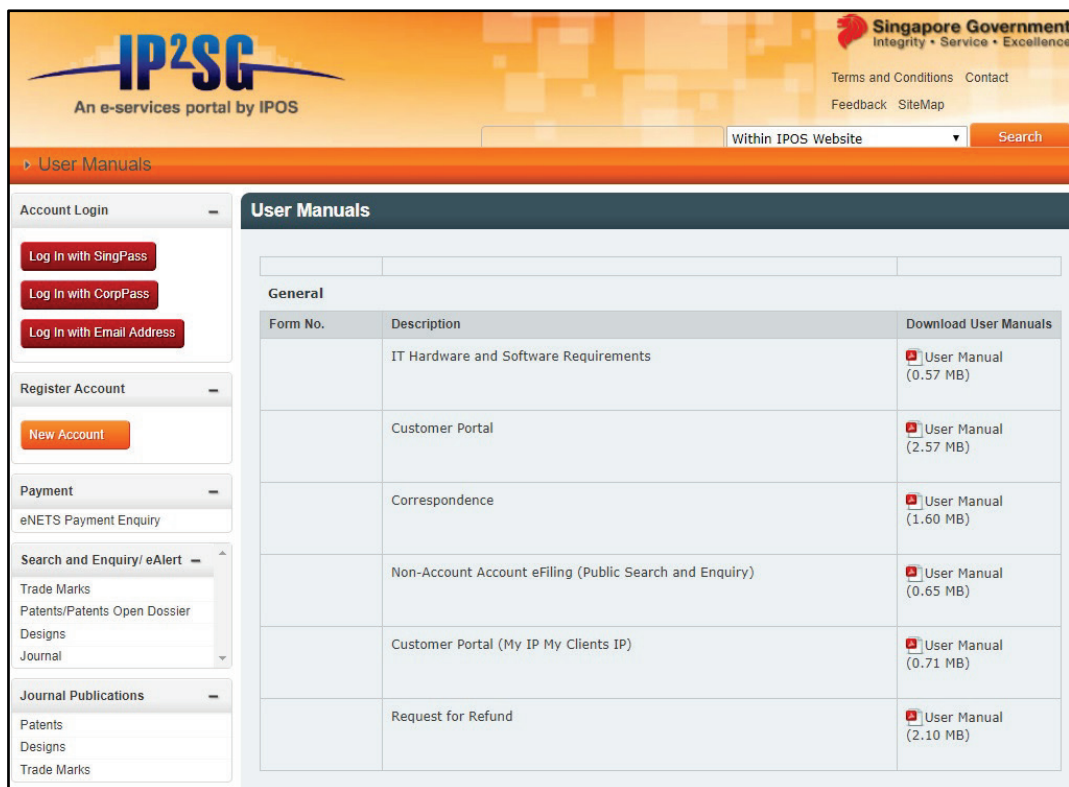 IP²SG
An e-services portal by IPOS
Singapore Government
Integrity • Service • Excellence
Terms and Conditions Contact
Feedback SiteMap
Within IPOS Website
Search
User Manuals
Account Login
Log In with SingPass
Log In with CorpPass
Log In with Email Address
Register Account
New Account
Payment
eNETS Payment Enquiry
Search and Enquiry/ eAlert
Trade Marks
Patents/Patents Open Dossier
Designs
Journal
Journal Publications
Patents
Designs
Trade Marks
User Manuals
General
Form No. Description Download User Manuals
IT Hardware and Software Requirements User Manual
(0.57 MB)
Customer Portal User Manual
(2.57 MB)
Correspondence User Manual
(1.60 MB)
Non-Account Account eFiling (Public Search and Enquiry) User Manual
(0.65 MB)
Customer Portal (My IP My Clients IP) User Manual
(0.71 MB)
Request for Refund User Manual
(2.10 MB)